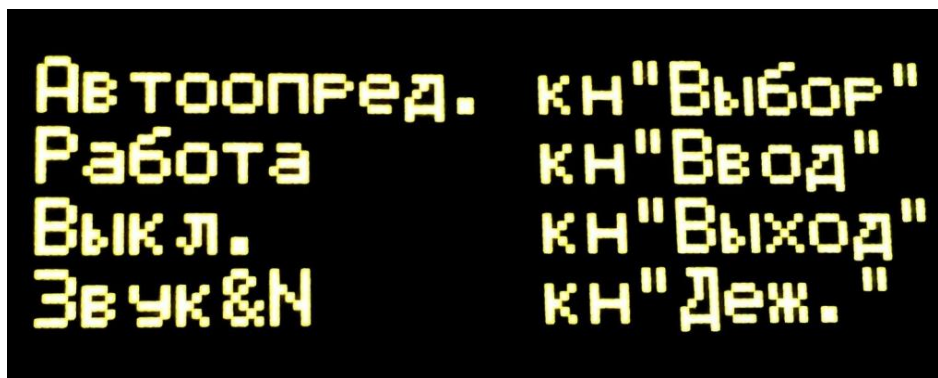 Автоопред. кн"Выбор"
Работа кн"Ввод"
Выкл. кн"Выход"
Звук&N кн"Деж."